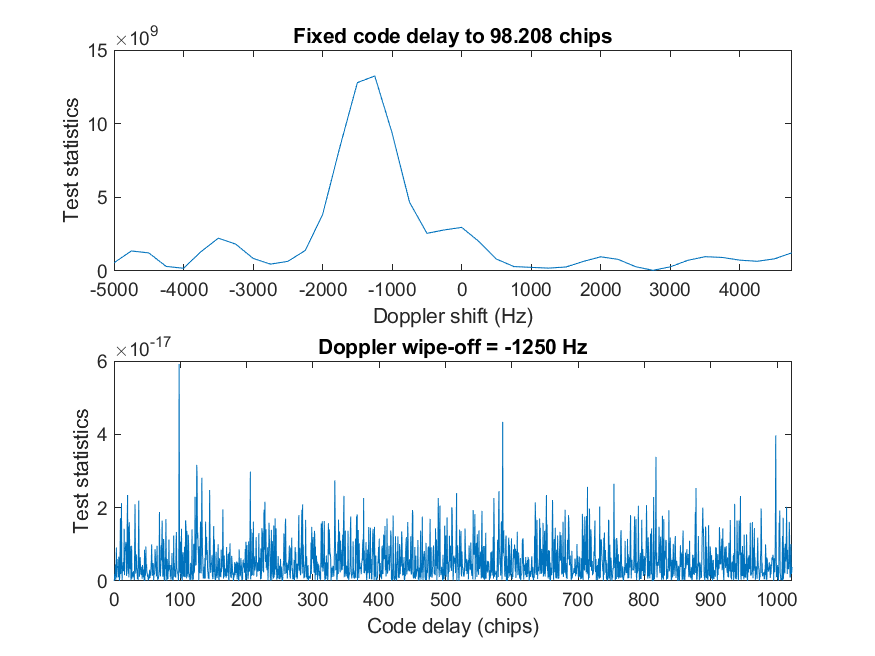 ×10^9
Fixed code delay to 98.208 chips
15
10
5
0
Test statistics
-5000 -4000 -3000 -2000 -1000 0 1000 2000 3000 4000
Doppler shift (Hz)
×10^-17
Doppler wipe-off = -1250 Hz
6
4
2
0
Test statistics
0 100 200 300 400 500 600 700 800 900 1000
Code delay (chips)